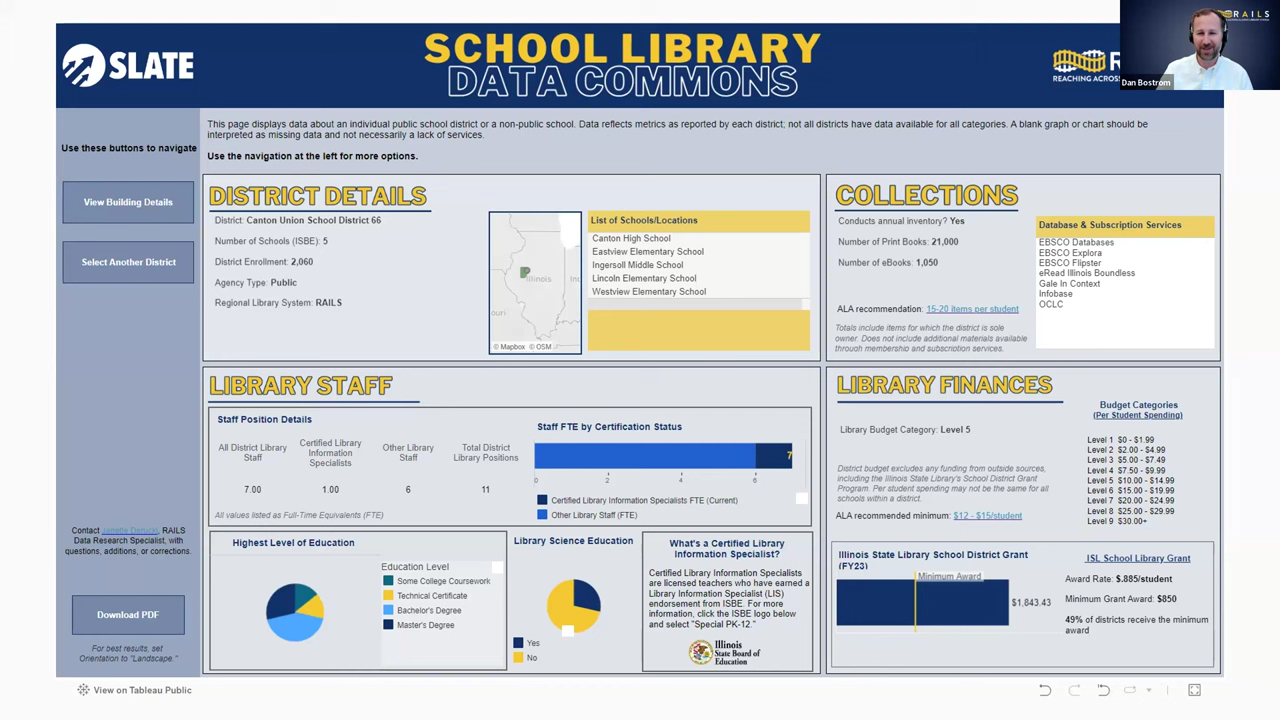 SLATE
SCHOOL LIBRARY
DATA COMMONS
REACHING ACROSS
RAILS
Dan Bostrom
Use these buttons to navigate
View Building Details
Select Another District
Contact Janette Derucki, RAILS
Data Research Specialist, with
questions, additions, or corrections.
Download PDF
For best results, set
Orientation to "Landscape."
This page displays data about an individual public school district or a non-public school. Data reflects metrics as reported by each district; not all districts have data available for all categories. A blank graph or chart should be
interpreted as missing data and not necessarily a lack of services.
Use the navigation at the left for more options.
DISTRICT DETAILS
District: Canton Union School District 66
Number of Schools (ISBE): 5
District Enrollment: 2,060
Agency Type: Public
Regional Library System: RAILS
Illinois
In
ouri
© Mapbox © OSM
List of Schools/Locations
Canton High School
Eastview Elementary School
Ingersoll Middle School
Lincoln Elementary School
Westview Elementary School
COLLECTIONS
Conducts annual inventory? Yes
Number of Print Books: 21,000
Number of eBooks: 1,050
ALA recommendation: 15-20 items per student
Totals include items for which the district is sole
owner. Does not include additional materials available
through membership and subscription services.
Database & Subscription Services
EBSCO Databases
EBSCO Explora
EBSCO Flipster
eRead Illinois Boundless
Gale In Context
Infobase
OCLC
LIBRARY STAFF
Staff Position Details
All District Library
Staff
Certified Library
Information
Specialists
Other Library
Staff
Total District
Library Positions
7.00
1.00
6
11
All values listed as Full-Time Equivalents (FTE)
Staff FTE by Certification Status
7
0
2
4
6
Certified Library Information Specialists FTE (Current)
Other Library Staff (FTE)
Highest Level of Education
Education Level
Some College Coursework
Technical Certificate
Bachelor's Degree
Master's Degree
Library Science Education
Yes
No
What's a Certified Library
Information Specialist?
Certified Library Information Specialists
are licensed teachers who have earned a
Library Information Specialist (LIS)
endorsement from ISBE. For more
information, click the ISBE logo below
and select "Special PK-12."
Illinois
State Board of
Education
LIBRARY FINANCES
Library Budget Category: Level 5
District budget excludes any funding from outside sources,
including the Illinois State Library's School District Grant
Program. Per student spending may not be the same for all
schools within a district.
ALA recommended minimum: $12 - $15/student
Budget Categories
(Per Student Spending)
Level 1 $0 - $1.99
Level 2 $2.00 - $4.99
Level 3 $5.00 - $7.49
Level 4 $7.50 - $9.99
Level 5 $10.00 - $14.99
Level 6 $15.00 - $19.99
Level 7 $20.00 - $24.99
Level 8 $25.00 - $29.99
Level 9 $30.00+
Illinois State Library School District Grant
(FY23)
Minimum Award
$1,843.43
ISL School Library Grant
Award Rate: $.885/student
Minimum Grant Award: $850
49% of districts receive the minimum
award
View on Tableau Public